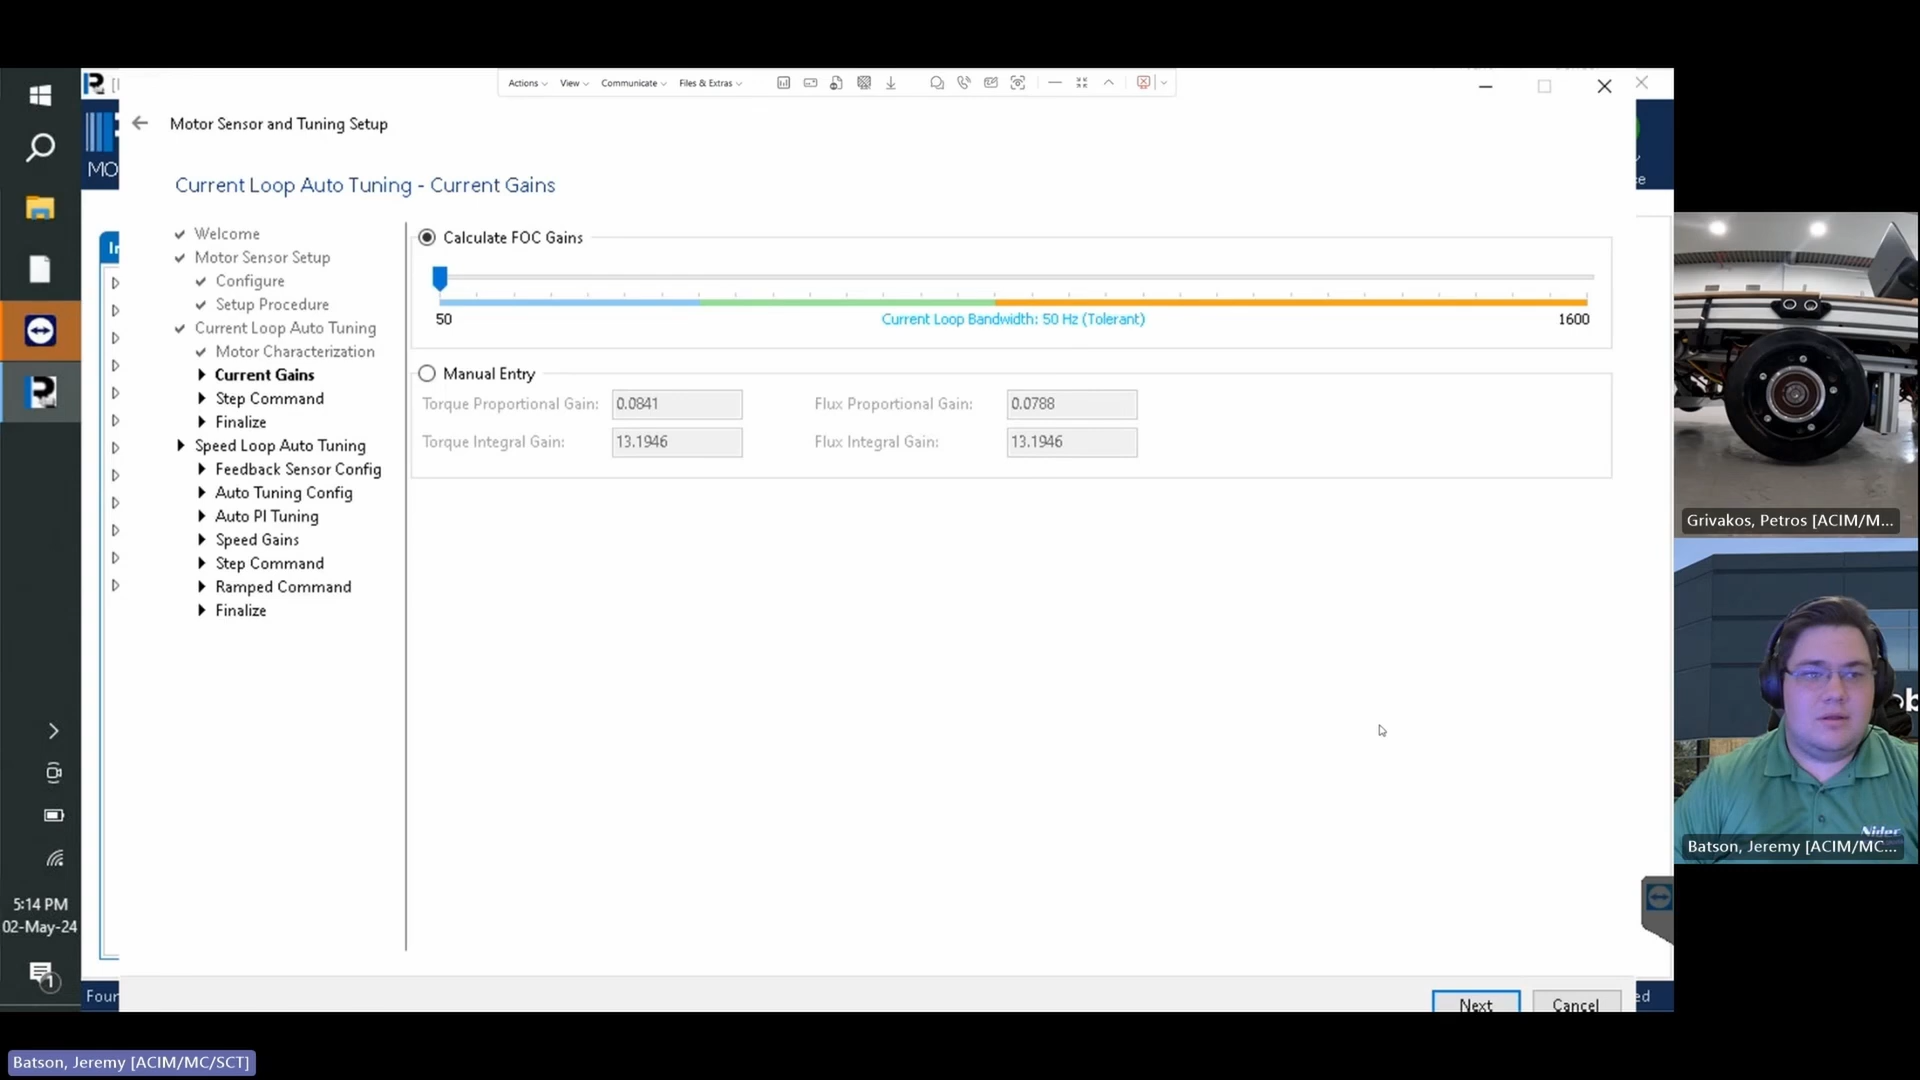 Actions
View
Communicate
Files & Extras
MO
Motor Sensor and Tuning Setup
Current Loop Auto Tuning - Current Gains
In
Welcome
Motor Sensor Setup
Configure
Setup Procedure
Current Loop Auto Tuning
Motor Characterization
Current Gains
Step Command
Finalize
Speed Loop Auto Tuning
Feedback Sensor Config
Auto Tuning Config
Auto PI Tuning
Speed Gains
Step Command
Ramped Command
Finalize
Calculate FOC Gains
50
Current Loop Bandwidth: 50 Hz (Tolerant)
1600
Manual Entry
Torque Proportional Gain: 0.0841
Flux Proportional Gain: 0.0788
Torque Integral Gain: 13.1946
Flux Integral Gain: 13.1946
Next
Cancel
5:14 PM
02-May-24
1
Four
ed
e
Grivakos, Petros [ACIM/M...
ob
Nidec
Batson, Jeremy [ACIM/MC...
Batson, Jeremy [ACIM/MC/SCT]